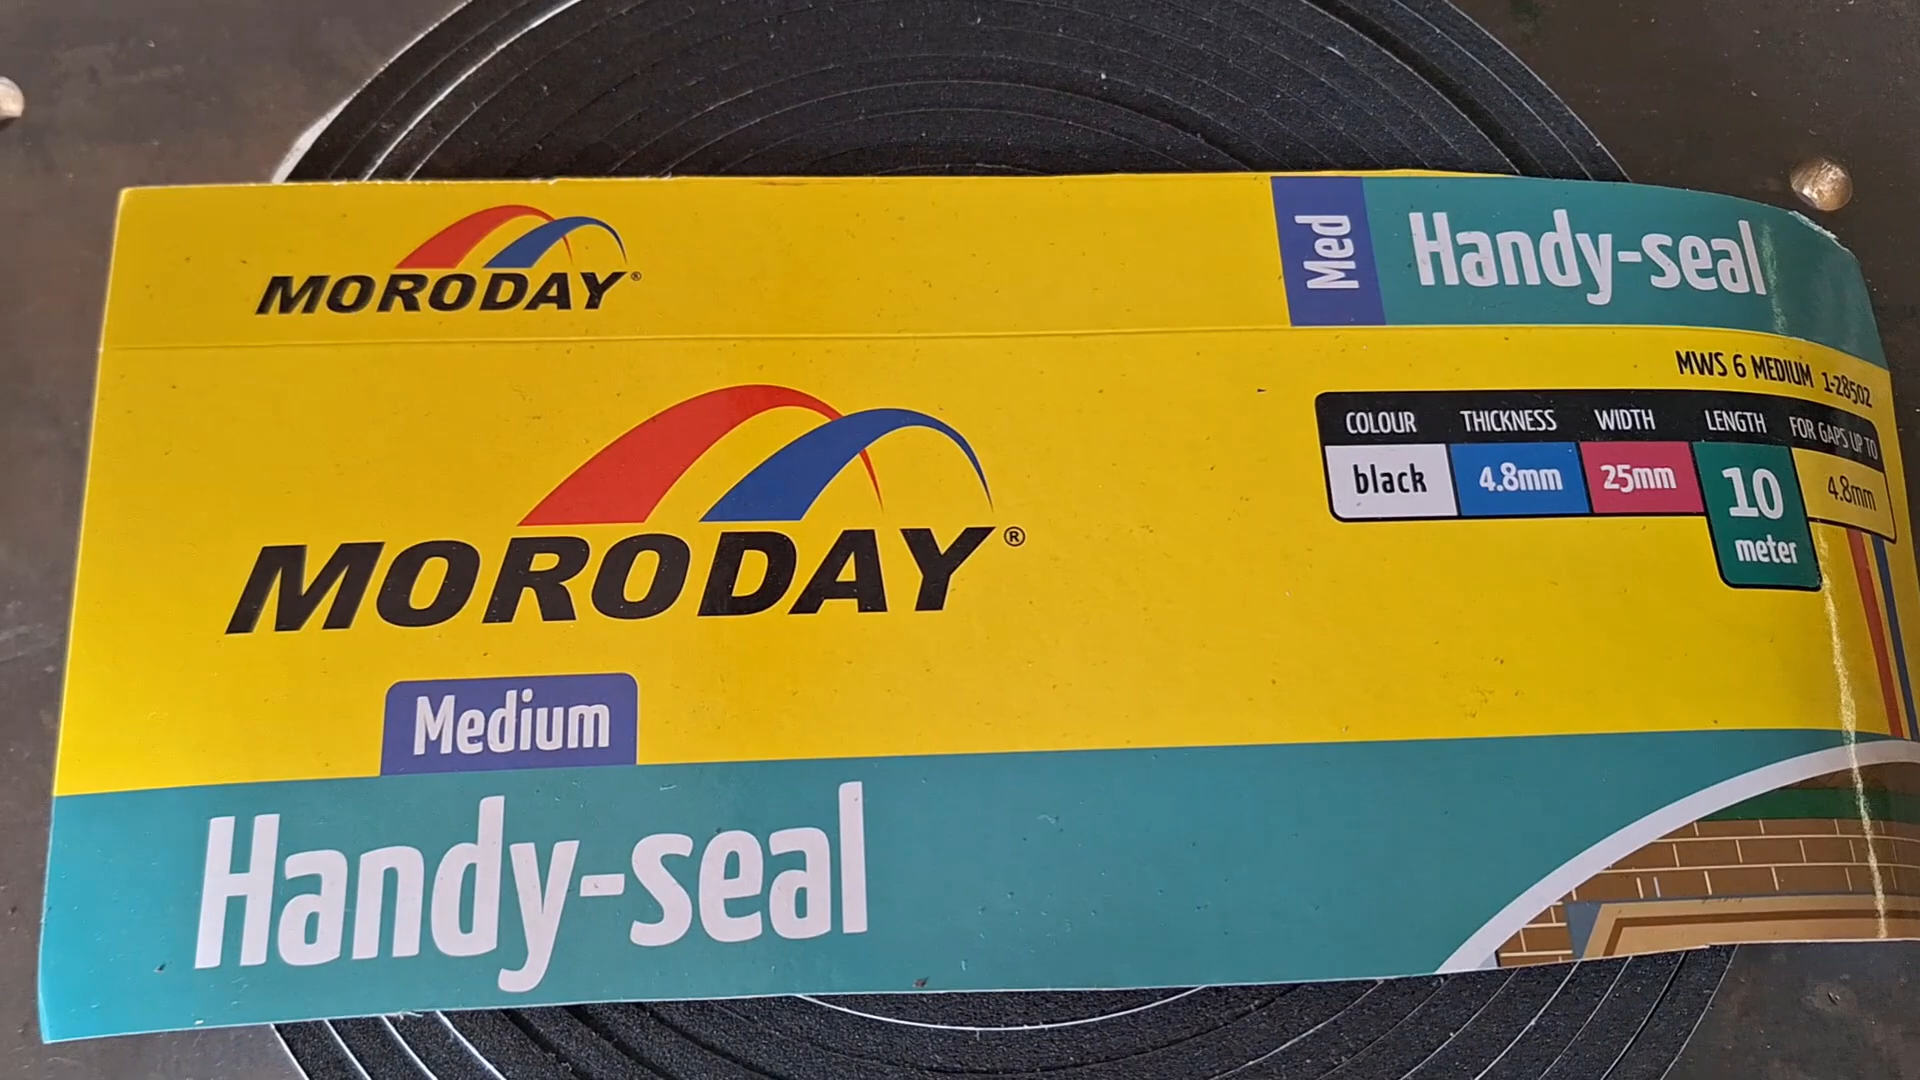 MORODAY®
Med
Handy-seal
MWS 6 MEDIUM 1-28502
COLOUR THICKNESS WIDTH LENGTH FOR GAPS UP TO
black 4.8mm 25mm 10 meter 4.8mm
MORODAY®
Medium
Handy-seal